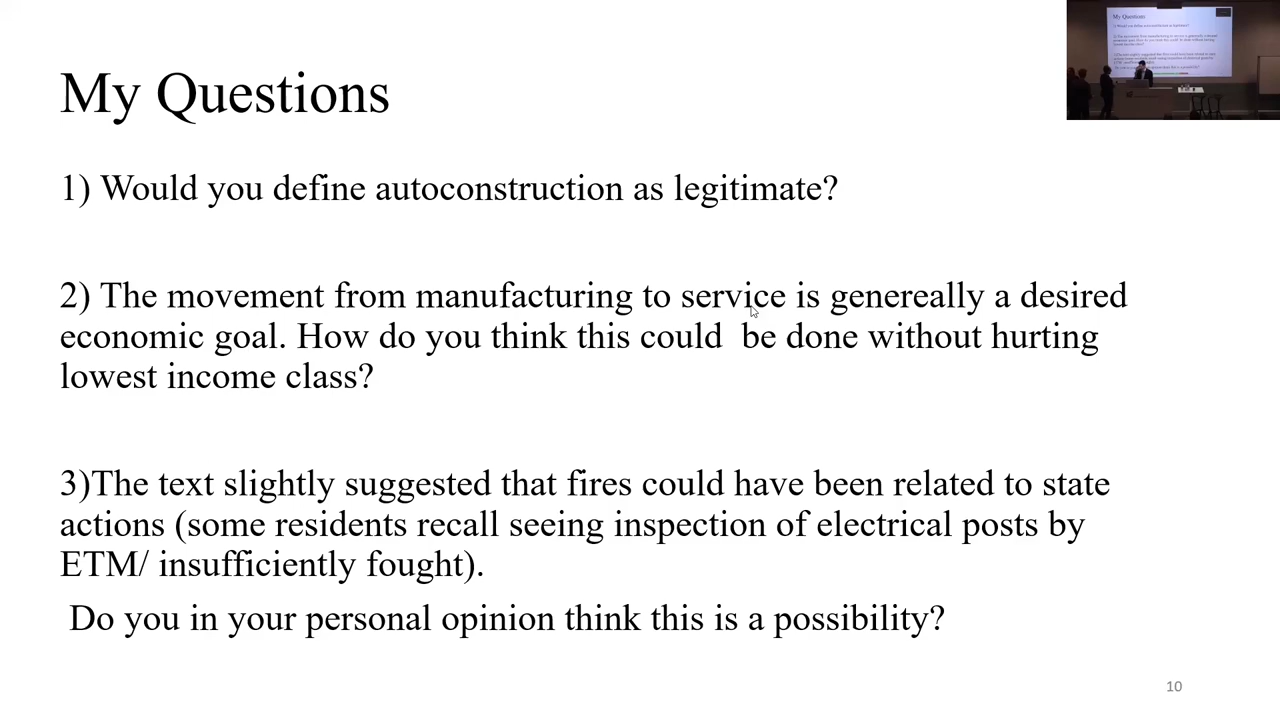 My Questions
1) Would you define autoconstruction as legitimate?
2) The movement from manufacturing to service is genereally a desired
economic goal. How do you think this could  be done without hurting
lowest income class?
3)The text slightly suggested that fires could have been related to state
actions (some residents recall seeing inspection of electrical posts by
ETM/ insufficiently fought).
Do you in your personal opinion think this is a possibility?
10
My Questions